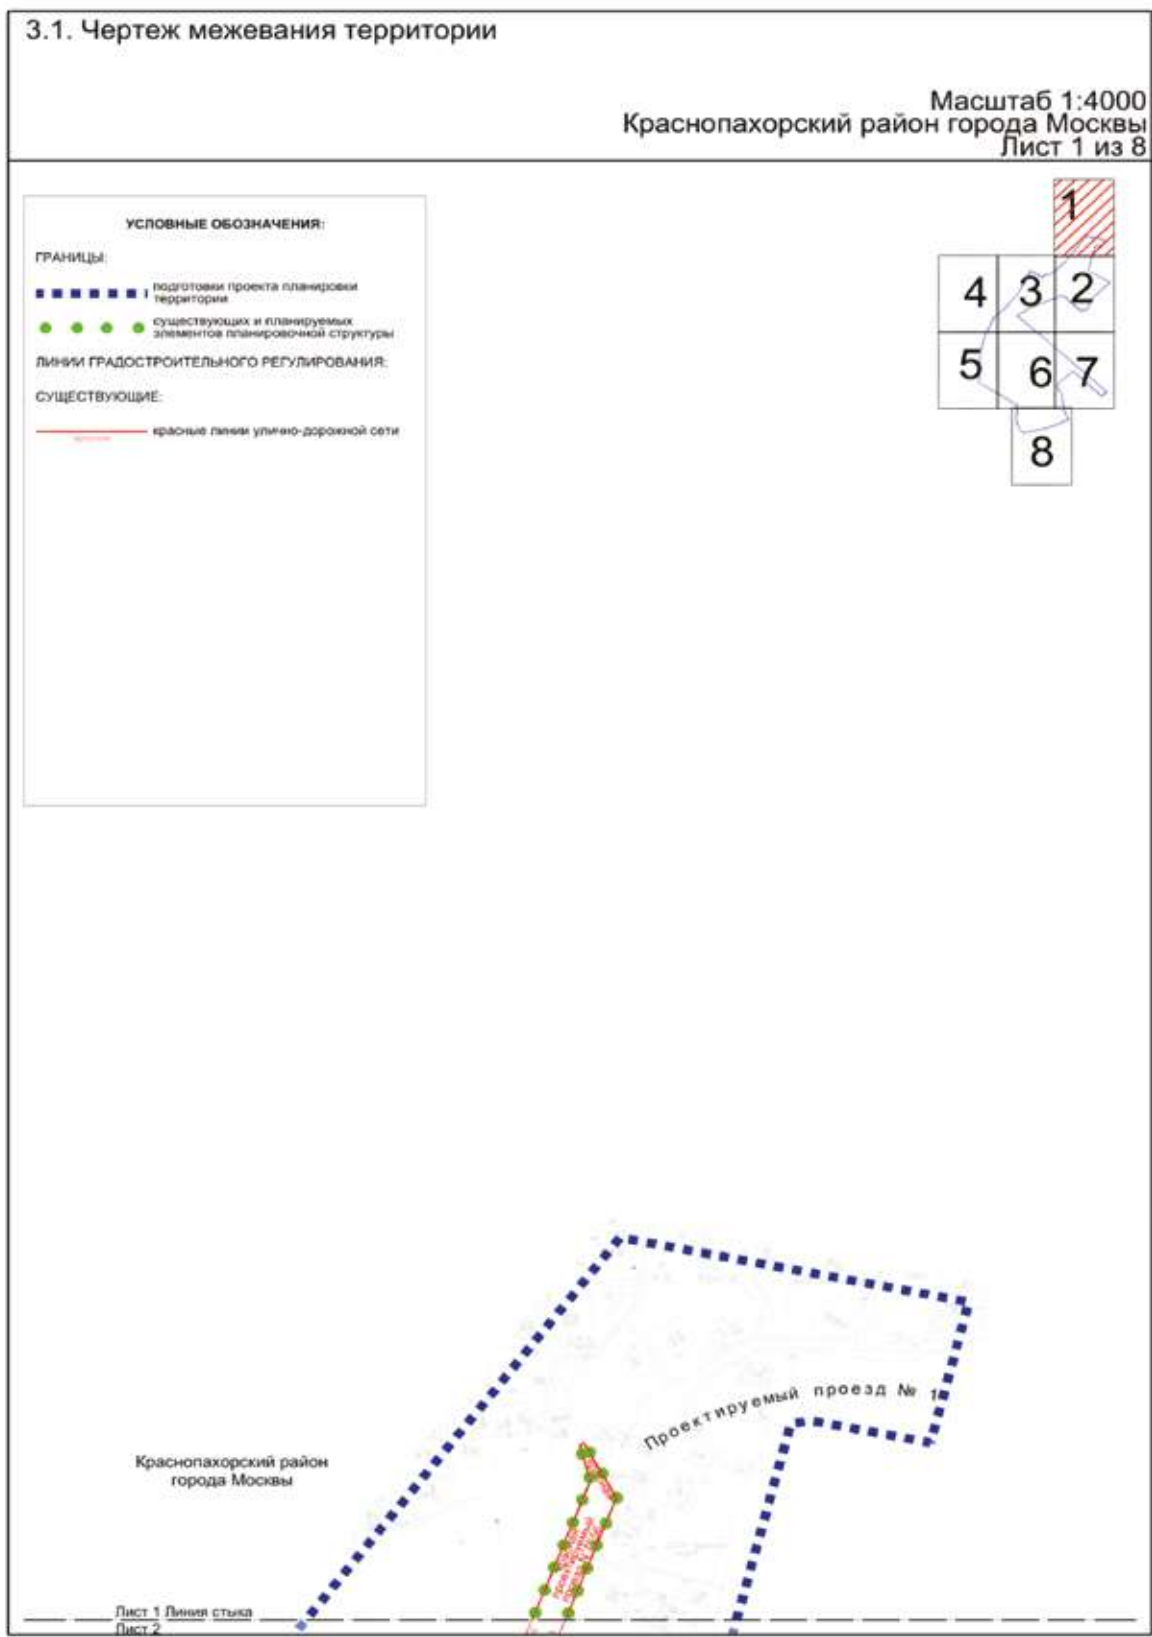 3.1. Чертеж межевания территории
Масштаб 1:4000
Краснопахорский район города Москвы
Лист 1 из 8
УСЛОВНЫЕ ОБОЗНАЧЕНИЯ:
ГРАНИЦЫ:
подготовки проекта планировки
территории
существующих и планируемых
элементов планировочной структуры
ЛИНИИ ГРАДОСТРОИТЕЛЬНОГО РЕГУЛИРОВАНИЯ:
СУЩЕСТВУЮЩИЕ:
красные линии улично-дорожной сети
1
4 3 2
5 6 7
8
Проектируемый проезд № 1
Краснопахорский район
города Москвы
проектируемый
проезд
Лист 1 Линия стыка
Лист 2